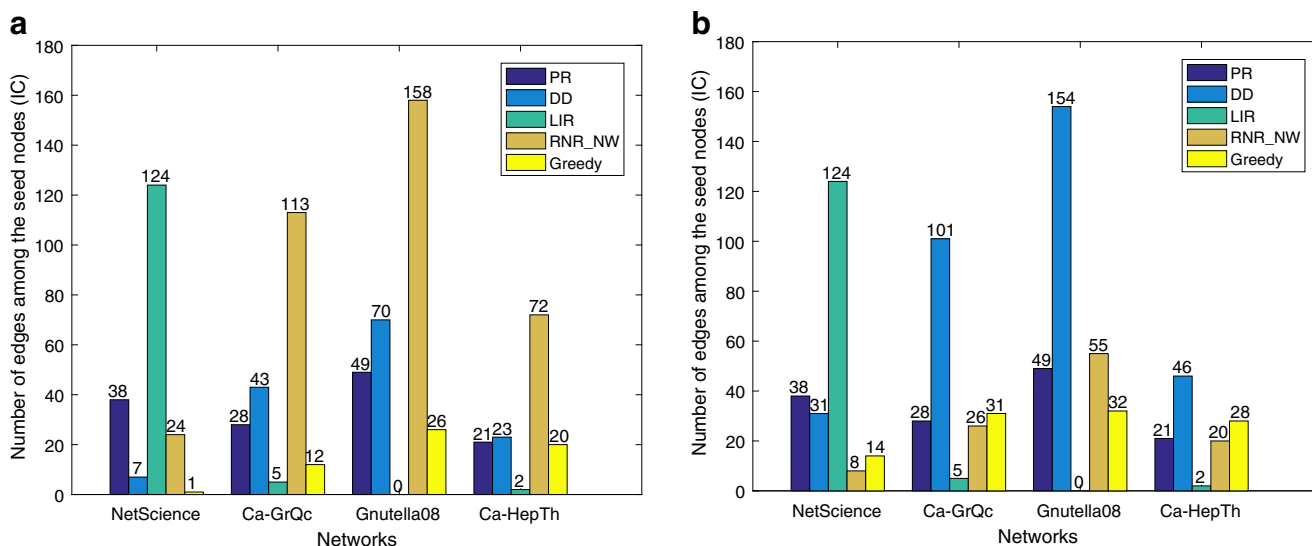 a
180
160
140
120
100
80
60
40
20
0
Number of edges among the seed nodes (IC)
PR
DD
LIR
RNR_NW
Greedy
38
7
124
24
1
28
43
5
113
12
49
70
0
158
26
21
23
2
72
20
NetScience
Ca-GrQc
Gnutella08
Ca-HepTh
Networks
b
180
160
140
120
100
80
60
40
20
0
Number of edges among the seed nodes (IC)
PR
DD
LIR
RNR_NW
Greedy
38
31
124
8
14
28
101
5
26
31
49
154
0
55
32
21
46
2
20
28
NetScience
Ca-GrQc
Gnutella08
Ca-HepTh
Networks